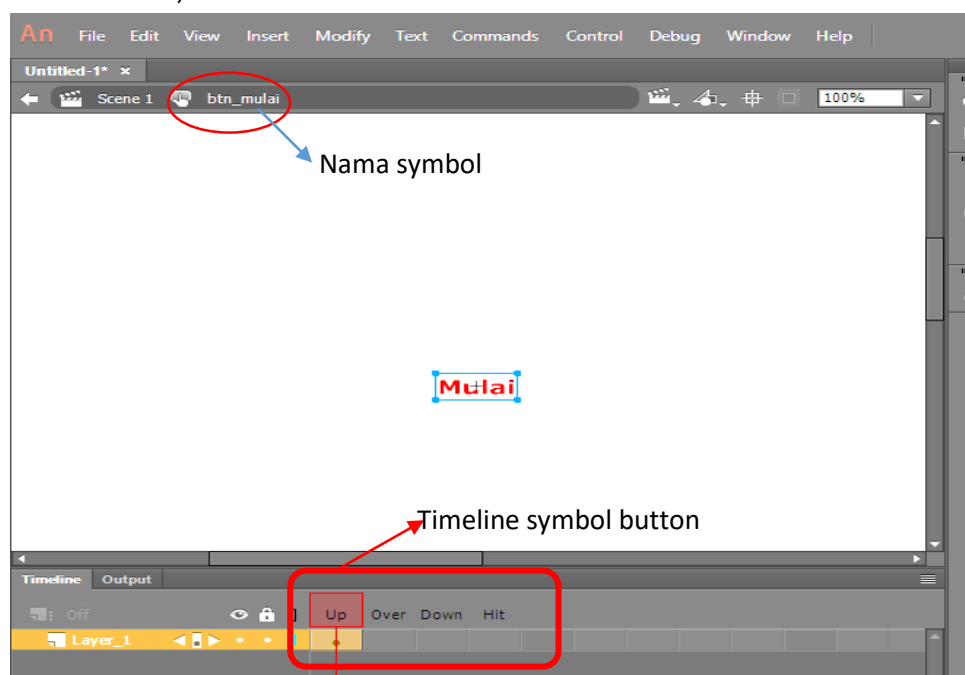 An File Edit View Insert Modify Text Commands Control Debug Window Help
Untitled-1* ×
Scene 1 btn_mulai 100%
Nama symbol
Mulai
Timeline symbol button
Timeline Output
Off Up Over Down Hit
Layer_1